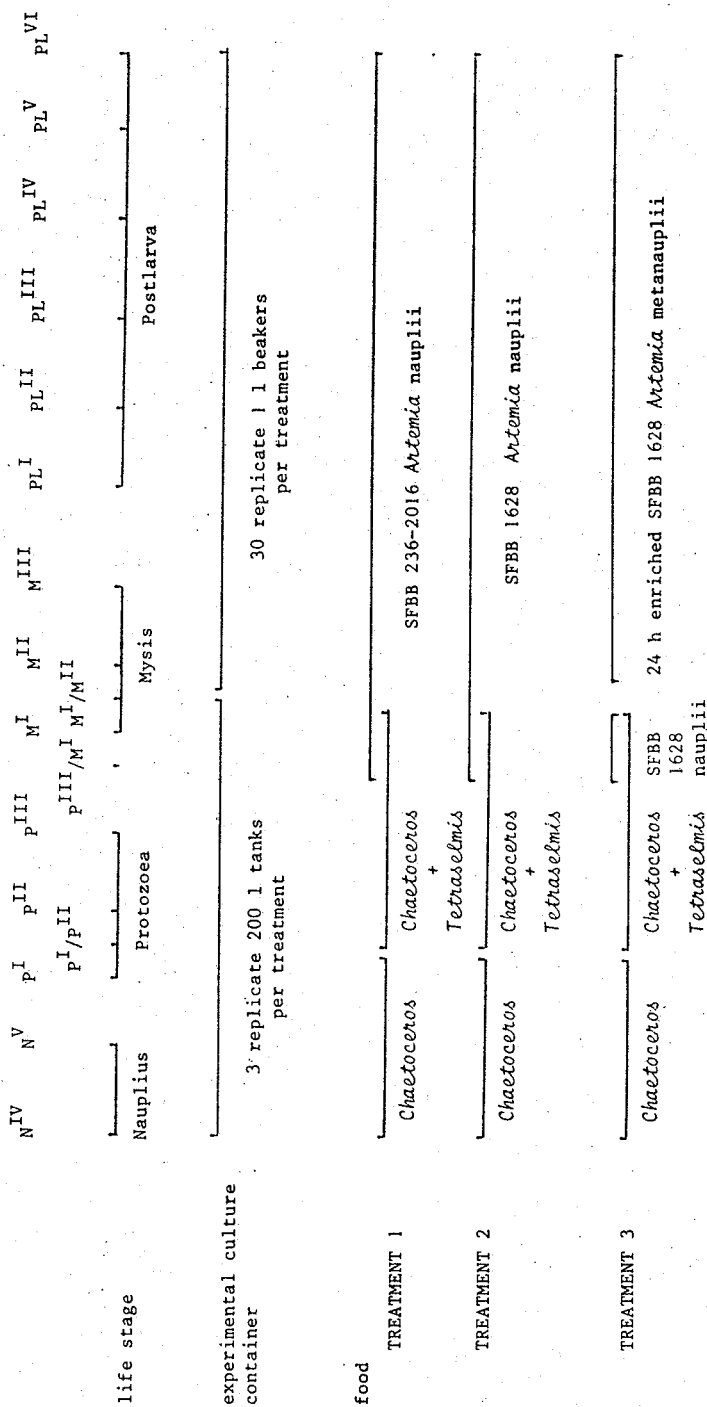 N^IV N^V P^I P^II P^III M^I M^II M^III PL^I PL^II PL^III PL^IV PL^V PL^VI
P^I/P^II P^III/M^I M^I/M^II
life stage
Nauplius Protozoea Mysis Postlarva
experimental culture
container
3 replicate 200 l tanks
per treatment
30 replicate 1 l beakers
per treatment
food
TREATMENT 1
Chaetoceros
Chaetoceros
+
Tetraselmis
SFBB 236-2016 Artemia nauplii
TREATMENT 2
Chaetoceros
Chaetoceros
+
Tetraselmis
SFBB 1628 Artemia nauplii
TREATMENT 3
Chaetoceros
Chaetoceros
+
Tetraselmis
SFBB
1628
nauplii
24 h enriched SFBB 1628 Artemia metanauplii